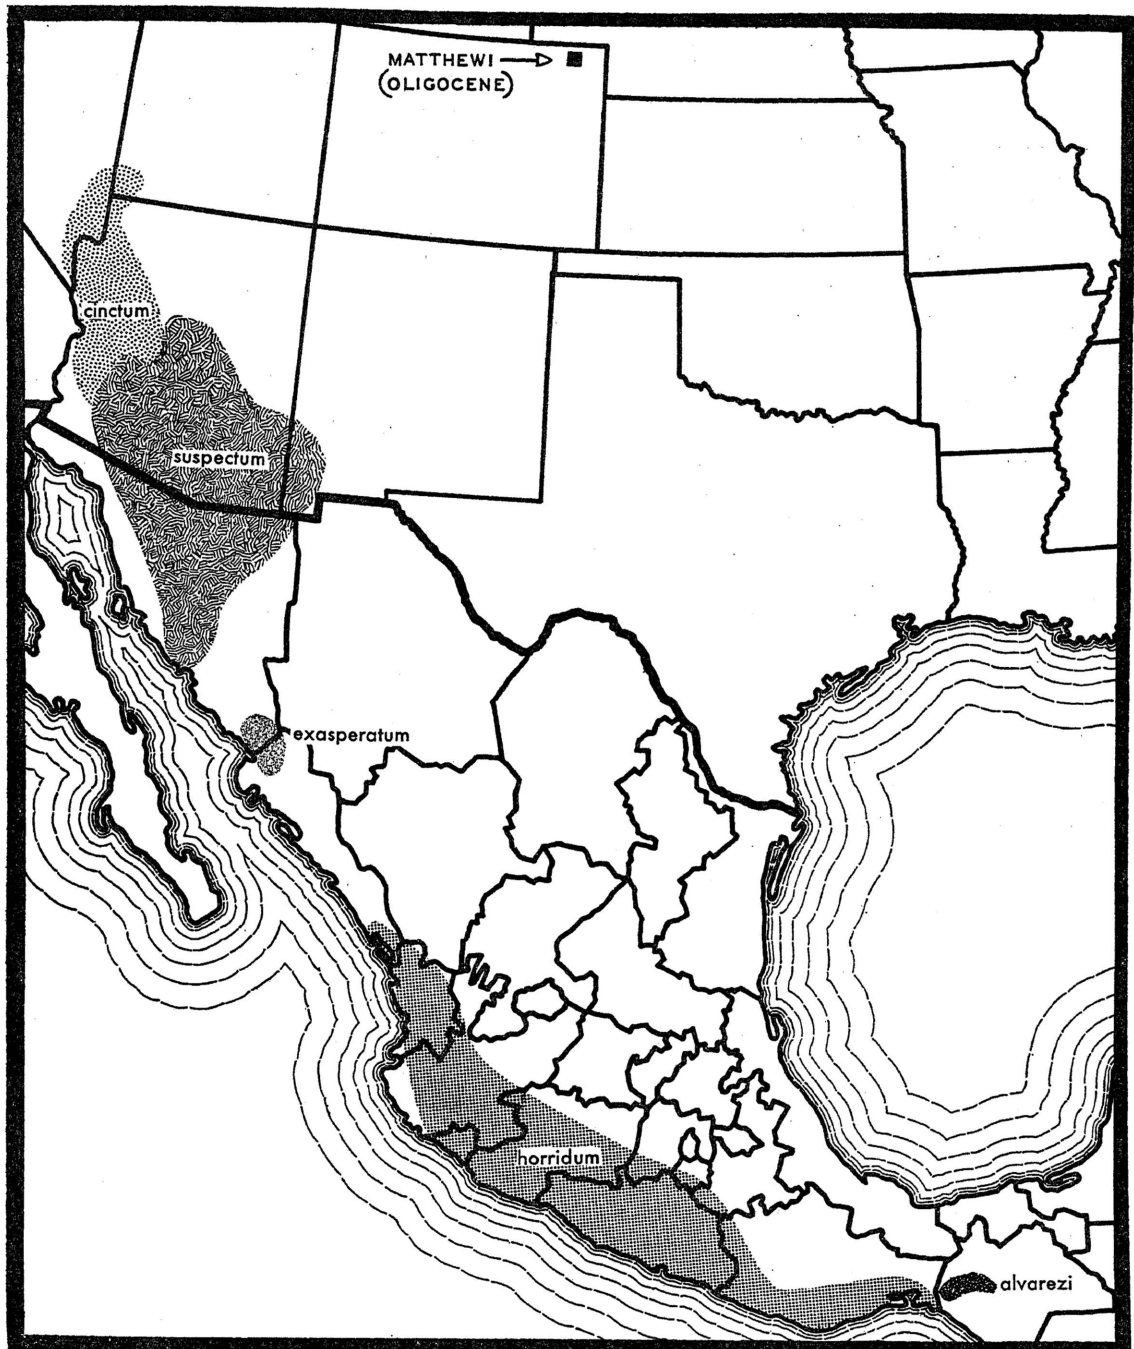 MATTHEWI
(OLIGOCENE)
cinctum
suspectum
exasperatum
horridum
alvarezi